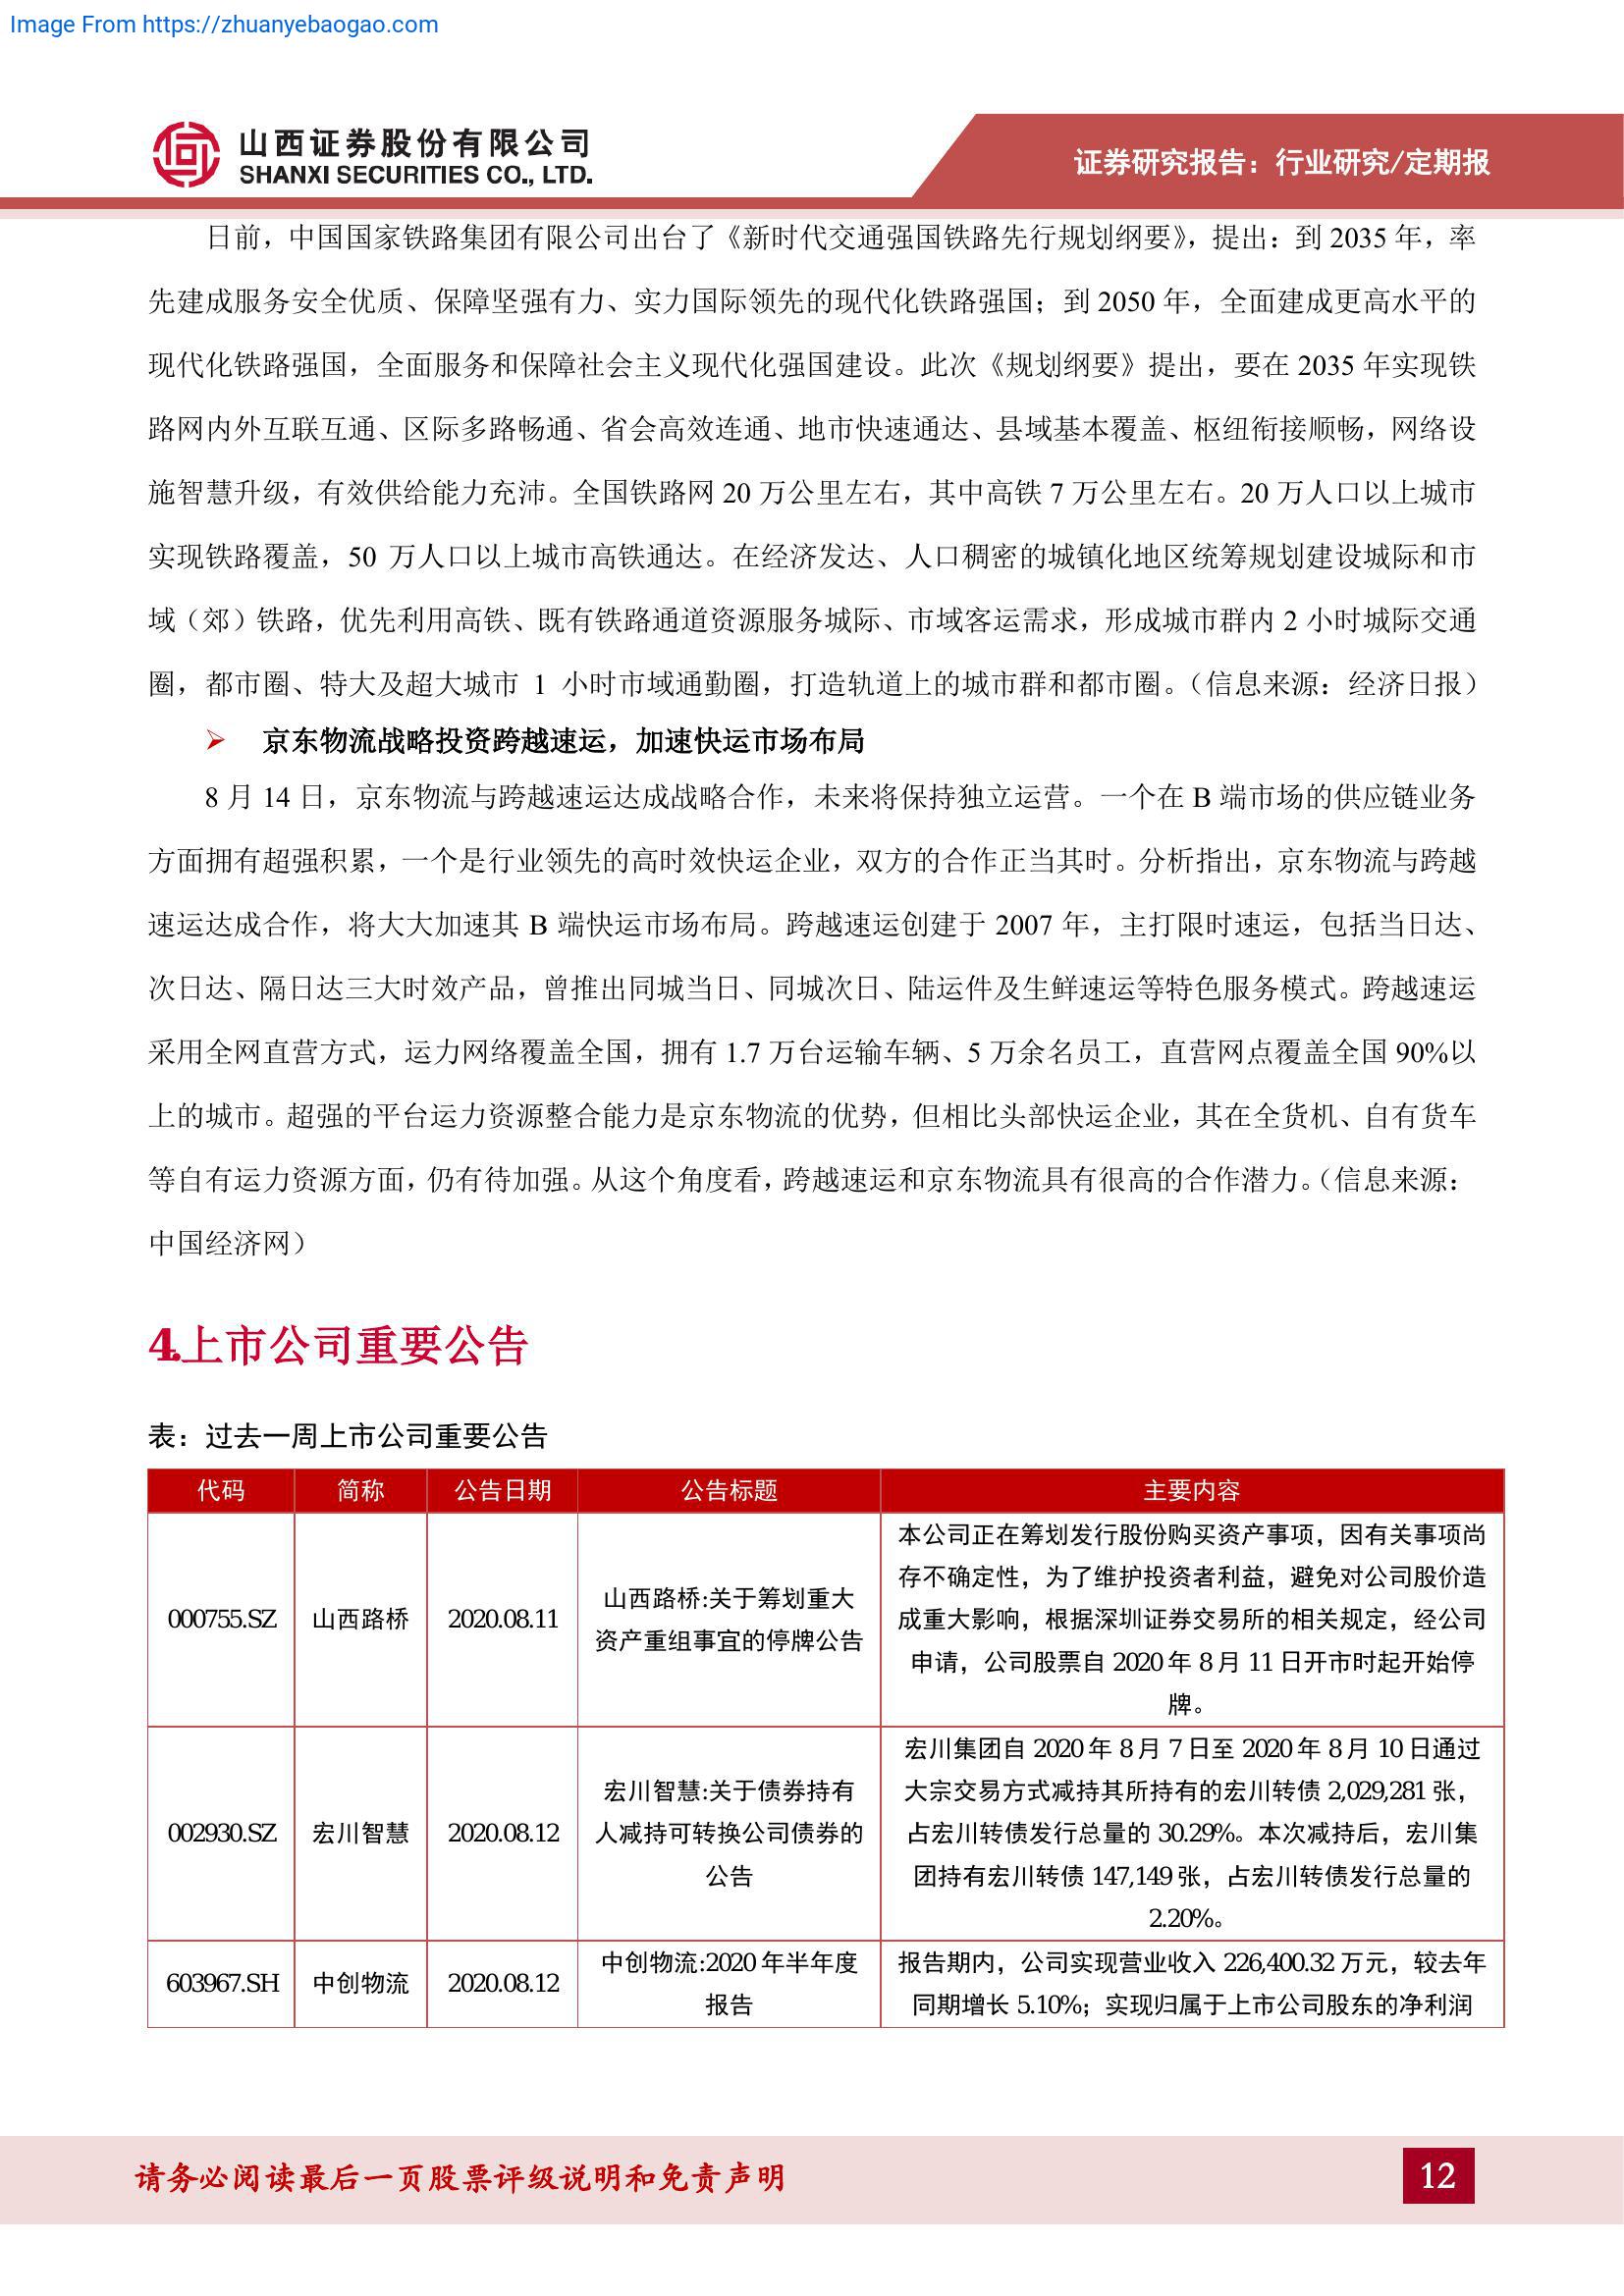 Image From https://zhuanyebaogao.com
山西证券股份有限公司
SHANXI SECURITIES CO., LTD.
证券研究报告：行业研究/定期报
日前，中国国家铁路集团有限公司出台了《新时代交通强国铁路先行规划纲要》，提出：到 2035 年，率
先建成服务安全优质、保障坚强有力、实力国际领先的现代化铁路强国；到 2050 年，全面建成更高水平的
现代化铁路强国，全面服务和保障社会主义现代化强国建设。此次《规划纲要》提出，要在 2035 年实现铁
路网内外互联互通、区际多路畅通、省会高效连通、地市快速通达、县域基本覆盖、枢纽衔接顺畅，网络设
施智慧升级，有效供给能力充沛。全国铁路网 20 万公里左右，其中高铁 7 万公里左右。20 万人口以上城市
实现铁路覆盖，50 万人口以上城市高铁通达。在经济发达、人口稠密的城镇化地区统筹规划建设城际和市
域（郊）铁路，优先利用高铁、既有铁路通道资源服务城际、市域客运需求，形成城市群内 2 小时城际交通
圈，都市圈、特大及超大城市 1 小时市域通勤圈，打造轨道上的城市群和都市圈。（信息来源：经济日报）
➢ 京东物流战略投资跨越速运，加速快运市场布局
8 月 14 日，京东物流与跨越速运达成战略合作，未来将保持独立运营。一个在 B 端市场的供应链业务
方面拥有超强积累，一个是行业领先的高时效快运企业，双方的合作正当其时。分析指出，京东物流与跨越
速运达成合作，将大大加速其 B 端快运市场布局。跨越速运创建于 2007 年，主打限时速运，包括当日达、
次日达、隔日达三大时效产品，曾推出同城当日、同城次日、陆运件及生鲜速运等特色服务模式。跨越速运
采用全网直营方式，运力网络覆盖全国，拥有 1.7 万台运输车辆、5 万余名员工，直营网点覆盖全国 90%以
上的城市。超强的平台运力资源整合能力是京东物流的优势，但相比头部快运企业，其在全货机、自有货车
等自有运力资源方面，仍有待加强。从这个角度看，跨越速运和京东物流具有很高的合作潜力。（信息来源：
中国经济网）
4.上市公司重要公告
表：过去一周上市公司重要公告
代码 简称 公告日期 公告标题 主要内容
000755.SZ 山西路桥 2020.08.11
山西路桥:关于筹划重大
资产重组事宜的停牌公告
本公司正在筹划发行股份购买资产事项，因有关事项尚
存不确定性，为了维护投资者利益，避免对公司股价造
成重大影响，根据深圳证券交易所的相关规定，经公司
申请，公司股票自 2020 年 8 月 11 日开市时起开始停
牌。
002930.SZ 宏川智慧 2020.08.12
宏川智慧:关于债券持有
人减持可转换公司债券的
公告
宏川集团自 2020 年 8 月 7 日至 2020 年 8 月 10 日通过
大宗交易方式减持其所持有的宏川转债 2,029,281 张，
占宏川转债发行总量的 30.29%。本次减持后，宏川集
团持有宏川转债 147,149 张，占宏川转债发行总量的
2.20%。
603967.SH 中创物流 2020.08.12
中创物流:2020 年半年度
报告
报告期内，公司实现营业收入 226,400.32 万元，较去年
同期增长 5.10%；实现归属于上市公司股东的净利润
请务必阅读最后一页股票评级说明和免责声明
12